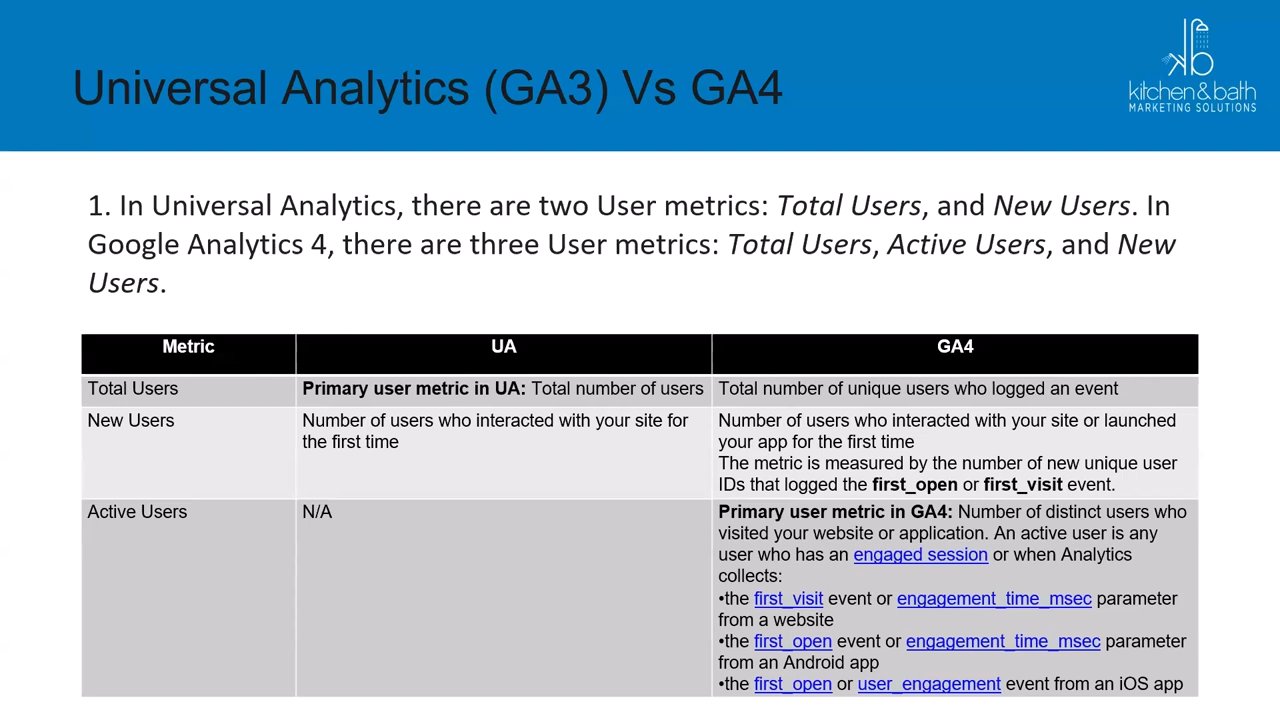 Universal Analytics (GA3) Vs GA4
kb
kitchen&bath
MARKETING SOLUTIONS
1. In Universal Analytics, there are two User metrics: Total Users, and New Users. In
Google Analytics 4, there are three User metrics: Total Users, Active Users, and New
Users.
Metric UA GA4
Total Users Primary user metric in UA: Total number of users Total number of unique users who logged an event
New Users
Number of users who interacted with your site for
the first time
Number of users who interacted with your site or launched
your app for the first time
The metric is measured by the number of new unique user
IDs that logged the first_open or first_visit event.
Active Users
N/A
Primary user metric in GA4: Number of distinct users who
visited your website or application. An active user is any
user who has an engaged session or when Analytics
collects:
•the first_visit event or engagement_time_msec parameter
from a website
•the first_open event or engagement_time_msec parameter
from an Android app
•the first_open or user_engagement event from an iOS app